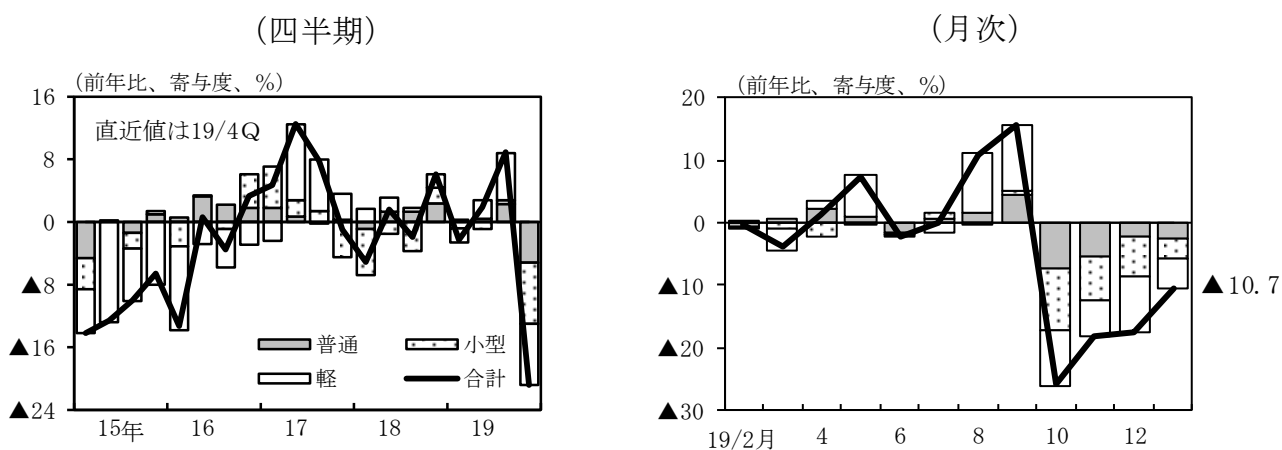 (四半期)
(前年比、寄与度、%)
16
8
0
▲8
▲16
▲24
直近値は19/4Q
普通
小型
軽
合計
15年
16
17
18
19
(月次)
(前年比、寄与度、%)
20
10
0
▲10
▲20
▲30
▲10.7
19/2月
4
6
8
10
12